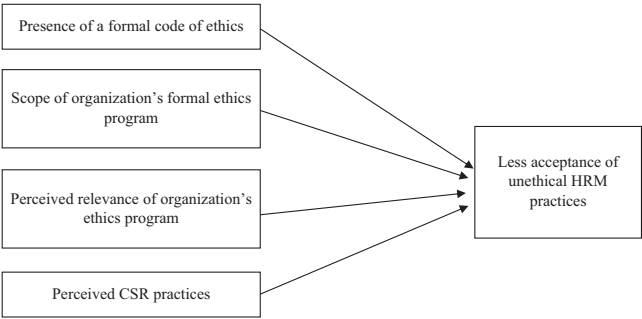 Presence of a formal code of ethics
Scope of organization's formal ethics
program
Perceived relevance of organization's
ethics program
Perceived CSR practices
Less acceptance of
unethical HRM
practices